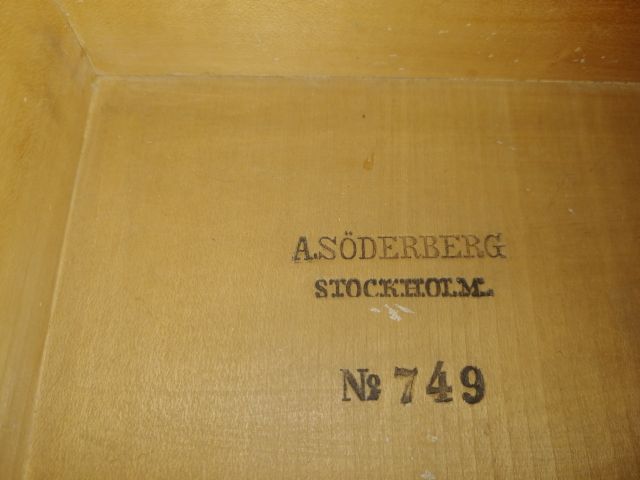 A.SÖDERBERG
STOCKHOLM.
№ 749